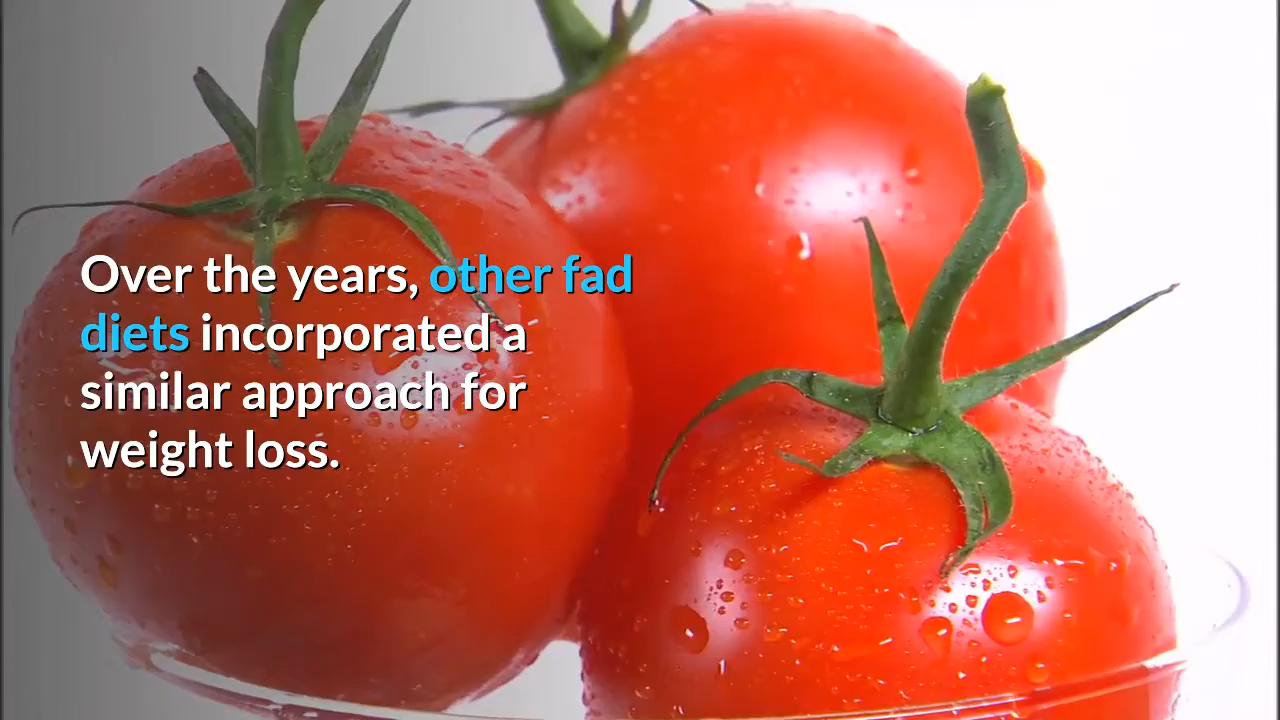 Over the years, other fad
diets incorporated a
similar approach for
weight loss.